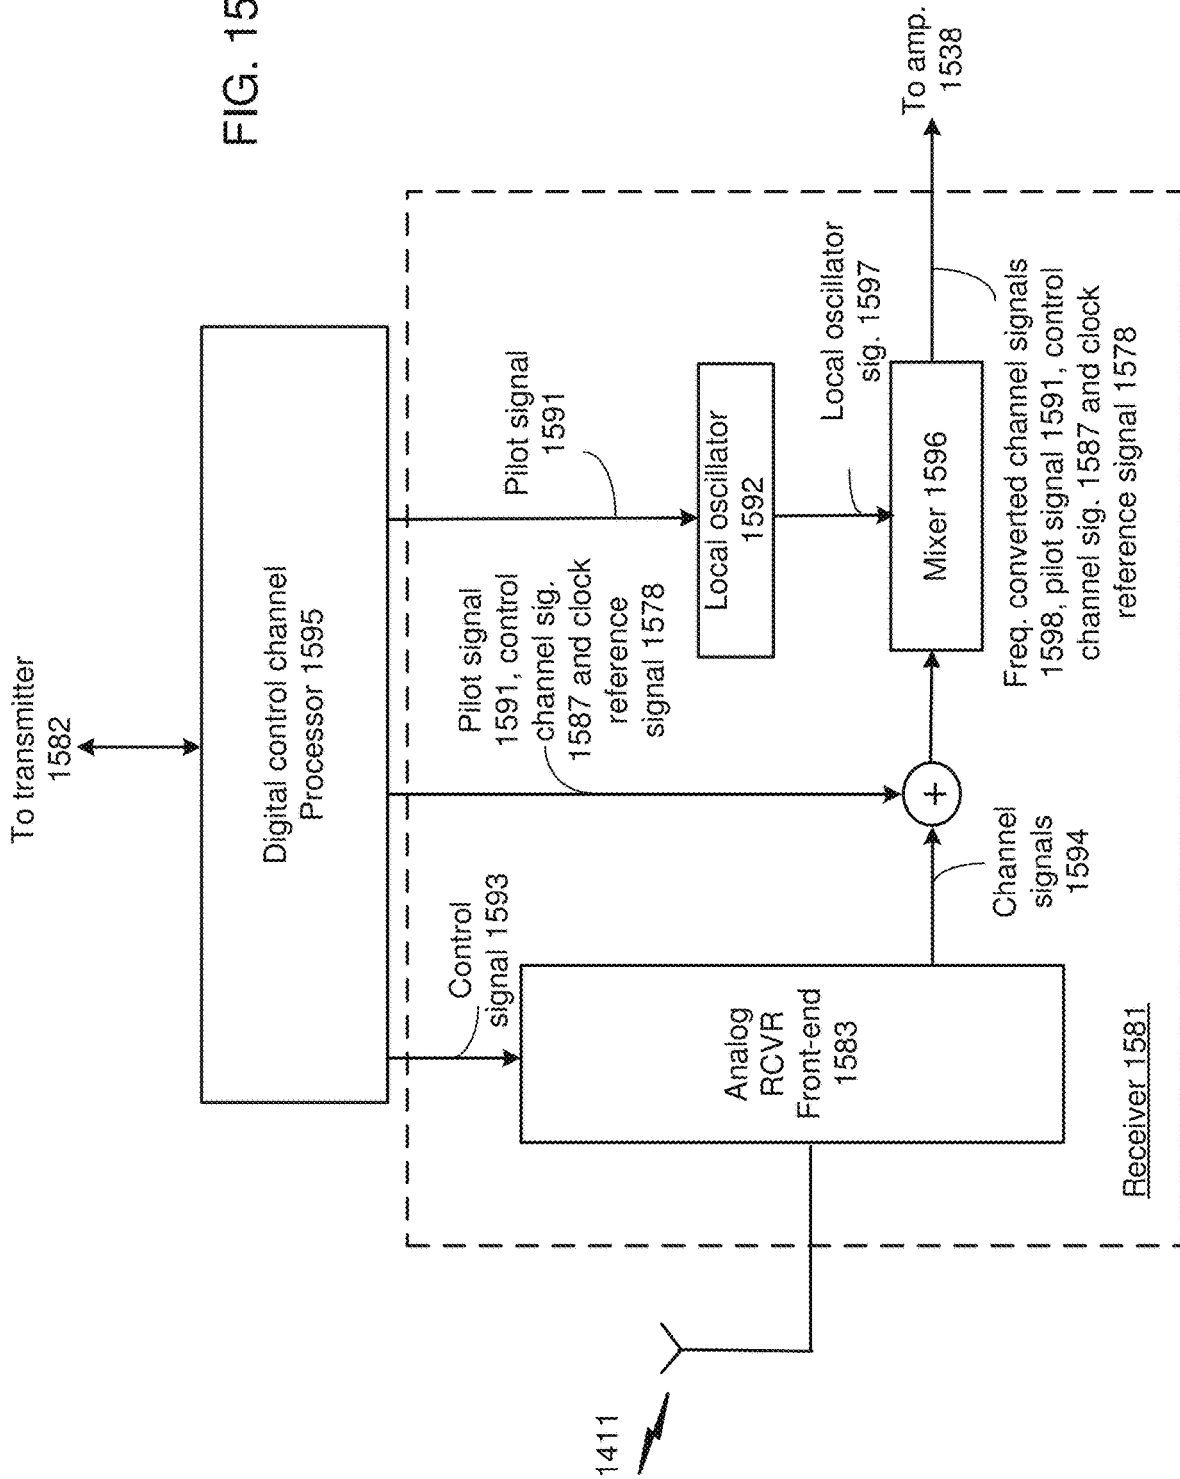 FIG. 15
To transmitter
1582
Digital control channel
Processor 1595
Control
signal 1593
Pilot signal
1591, control
channel sig.
1587 and clock
reference
signal 1578
Pilot signal
1591
Local oscillator
1592
Local oscillator
sig. 1597
To amp.
1538
1411
Analog
RCVR
Front-end
1583
Channel
signals
1594
+
Mixer 1596
Freq. converted channel signals
1598, pilot signal 1591, control
channel sig. 1587 and clock
reference signal 1578
Receiver 1581